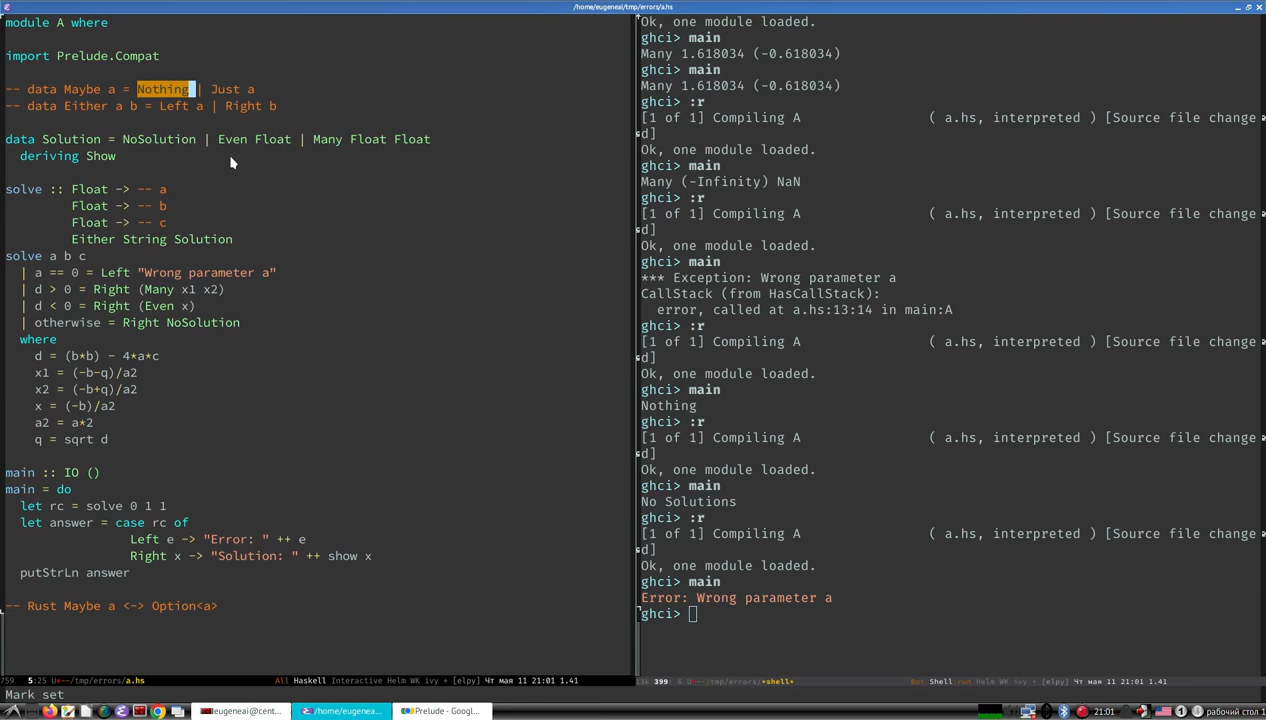 /home/eugeneai/tmp/errors/a.hs
module A where
import Prelude.Compat
-- data Maybe a = Nothing | Just a
-- data Either a b = Left a | Right b
data Solution = NoSolution | Even Float | Many Float Float
deriving Show
solve :: Float -> -- a
Float -> -- b
Float -> -- c
Either String Solution
solve a b c
| a == 0 = Left "Wrong parameter a"
| d > 0 = Right (Many x1 x2)
| d < 0 = Right (Even x)
| otherwise = Right NoSolution
where
d = (b*b) - 4*a*c
x1 = (-b-q)/a2
x2 = (-b+q)/a2
x = (-b)/a2
a2 = a*2
q = sqrt d
main :: IO ()
main = do
let rc = solve 0 1 1
let answer = case rc of
Left e -> "Error: " ++ e
Right x -> "Solution: " ++ show x
putStrLn answer
-- Rust Maybe a <-> Option<a>
759 5:25 U*--/tmp/errors/a.hs All Haskell Interactive Helm WK ivy + [elpy] Чт мая 11 21:01 1.41
Ok, one module loaded.
ghci> main
Many 1.618034 (-0.618034)
ghci> main
Many 1.618034 (-0.618034)
ghci> :r
[1 of 1] Compiling A ( a.hs, interpreted ) [Source file change
d]
Ok, one module loaded.
ghci> main
Many (-Infinity) NaN
ghci> :r
[1 of 1] Compiling A ( a.hs, interpreted ) [Source file change
d]
Ok, one module loaded.
ghci> main
*** Exception: Wrong parameter a
CallStack (from HasCallStack):
error, called at a.hs:13:14 in main:A
ghci> :r
[1 of 1] Compiling A ( a.hs, interpreted ) [Source file change
d]
Ok, one module loaded.
ghci> main
Nothing
ghci> :r
[1 of 1] Compiling A ( a.hs, interpreted ) [Source file change
d]
Ok, one module loaded.
ghci> main
No Solutions
ghci> :r
[1 of 1] Compiling A ( a.hs, interpreted ) [Source file change
d]
Ok, one module loaded.
ghci> main
Error: Wrong parameter a
ghci>
13k 399: 6 U*--/tmp/errors/*shell* Bot Shell:run Helm WK ivy + [elpy] Чт мая 11 21:01 1.41
Mark set
eugeneai@cent... /home/eugenea... Prelude - Googl... 21:01 рабочий стол 1